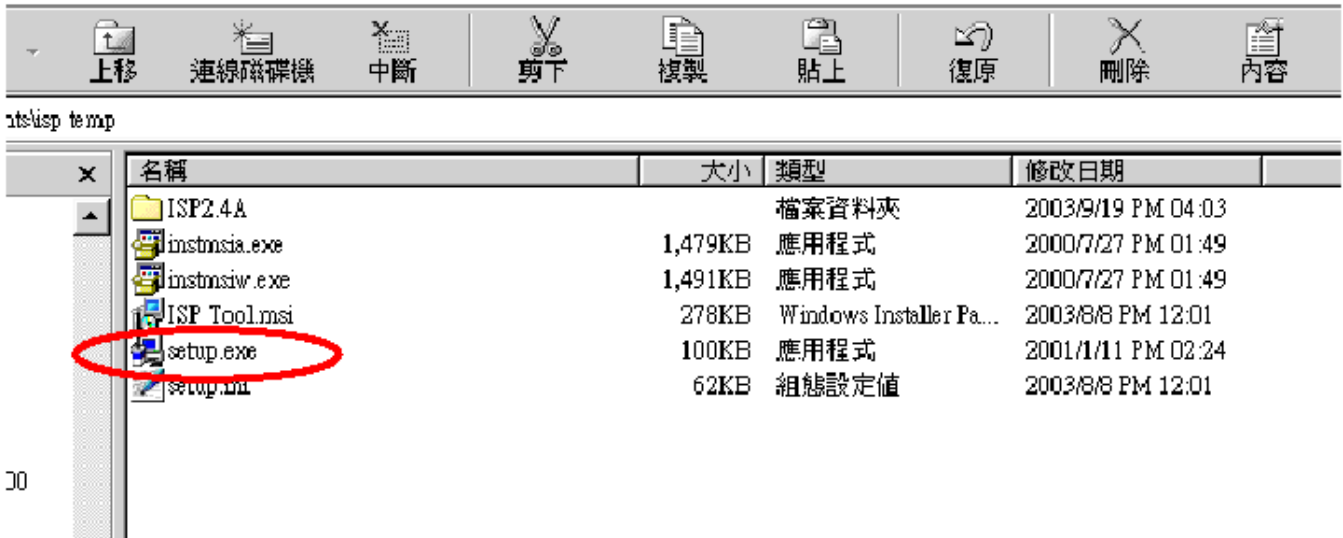 上移 連線磁碟機 中斷 剪下 複製 貼上 復原 刪除 內容
nts\isp temp
名稱 大小 類型 修改日期
ISP2.4A 檔案資料夾 2003/9/19 PM 04:03
instmsia.exe 1,479KB 應用程式 2000/7/27 PM 01:49
instmsiw.exe 1,491KB 應用程式 2000/7/27 PM 01:49
ISP Tool.msi 278KB Windows Installer Pa... 2003/8/8 PM 12:01
setup.exe 100KB 應用程式 2001/1/11 PM 02:24
setup.ini 62KB 組態設定值 2003/8/8 PM 12:01
00